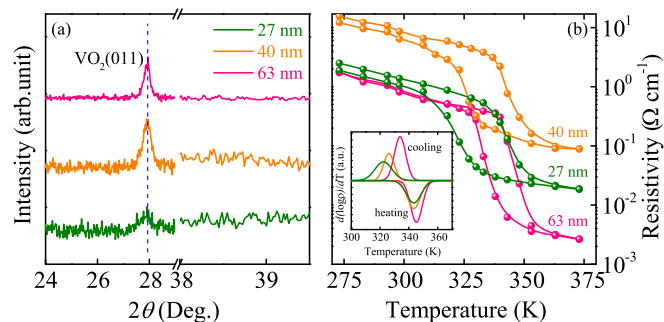 (a)
27 nm
40 nm
63 nm
VO2(011)
Intensity (arb.unit)
24 26 28 38 39
2θ (Deg.)
(b)
10^1
10^0
10^-1
10^-2
10^-3
Resistivity (Ω cm)
40 nm
27 nm
63 nm
cooling
heating
d(logρ)/dT (a.u.)
300 320 340 360
Temperature (K)
275 300 325 350 375
Temperature (K)